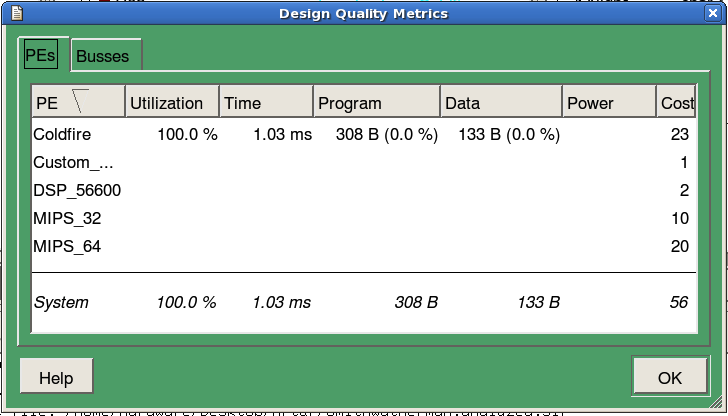 Design Quality Metrics
PEs Busses
PE Utilization Time Program Data Power Cost
Coldfire 100.0 % 1.03 ms 308 B (0.0 %) 133 B (0.0 %) 23
Custom_... 1
DSP_56600 2
MIPS_32 10
MIPS_64 20
System 100.0 % 1.03 ms 308 B 133 B 56
Help OK